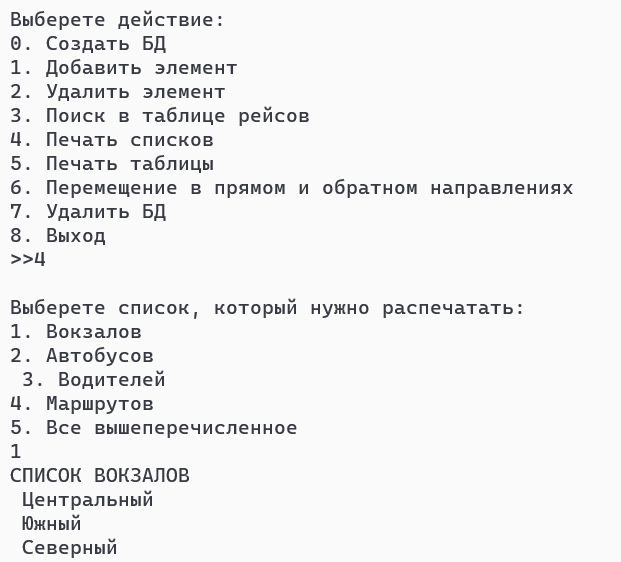 Выберете действие:
0. Создать БД
1. Добавить элемент
2. Удалить элемент
3. Поиск в таблице рейсов
4. Печать списков
5. Печать таблицы
6. Перемещение в прямом и обратном направлениях
7. Удалить БД
8. Выход
>>4

Выберете список, который нужно распечатать:
1. Вокзалов
2. Автобусов
 3. Водителей
4. Маршрутов
5. Все вышеперечисленное
1
СПИСОК ВОКЗАЛОВ
 Центральный
 Южный
 Северный